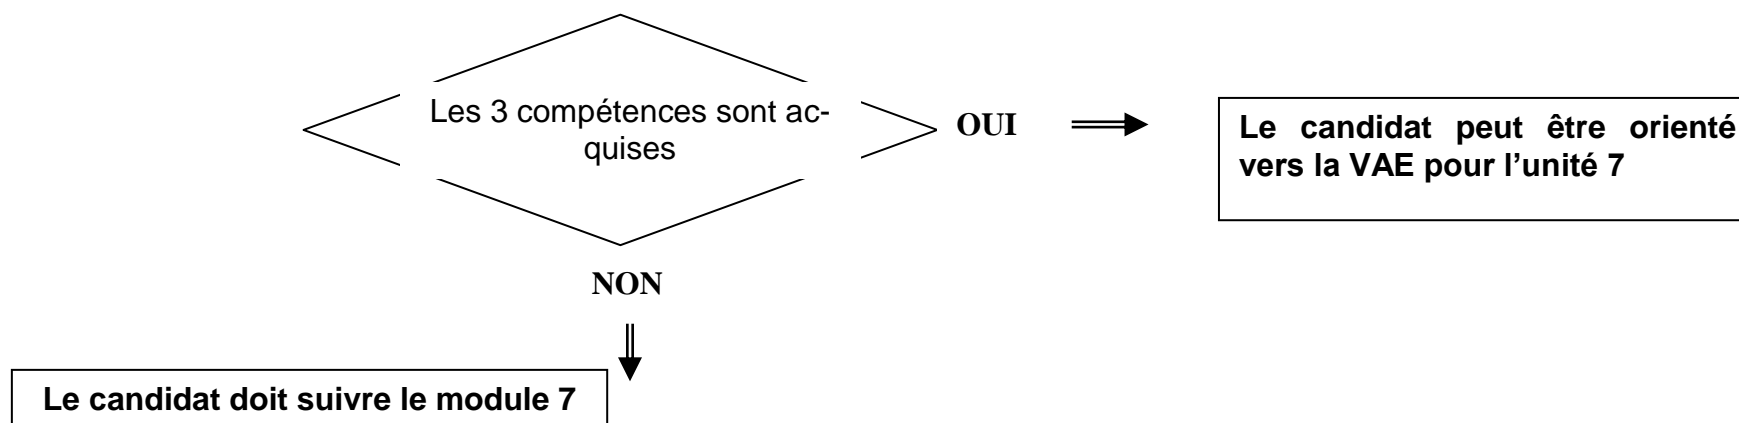 Les 3 compétences sont ac-
quises
OUI
Le candidat peut être orienté
vers la VAE pour l’unité 7
NON
Le candidat doit suivre le module 7